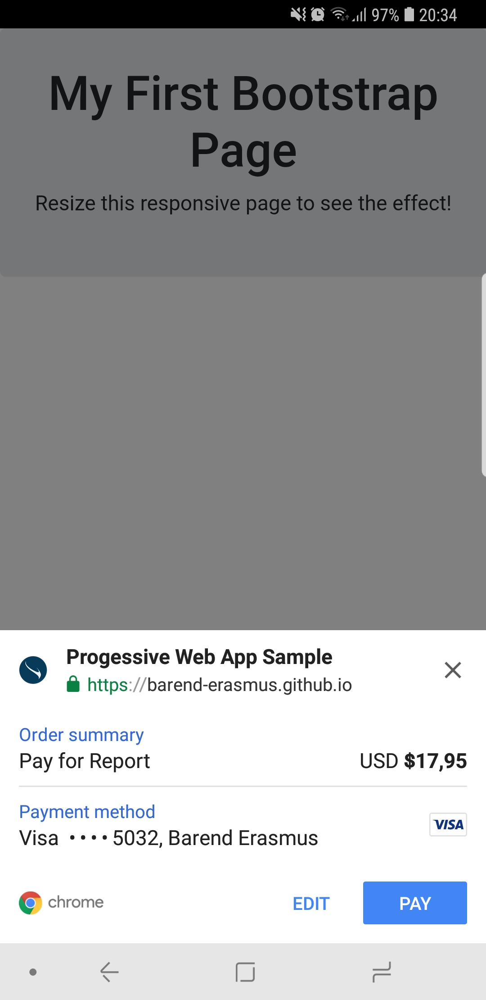 97% 20:34
My First Bootstrap
Page
Resize this responsive page to see the effect!
Progessive Web App Sample
https://barend-erasmus.github.io
Order summary
Pay for Report USD $17,95
Payment method
Visa •••• 5032, Barend Erasmus
VISA
chrome EDIT PAY